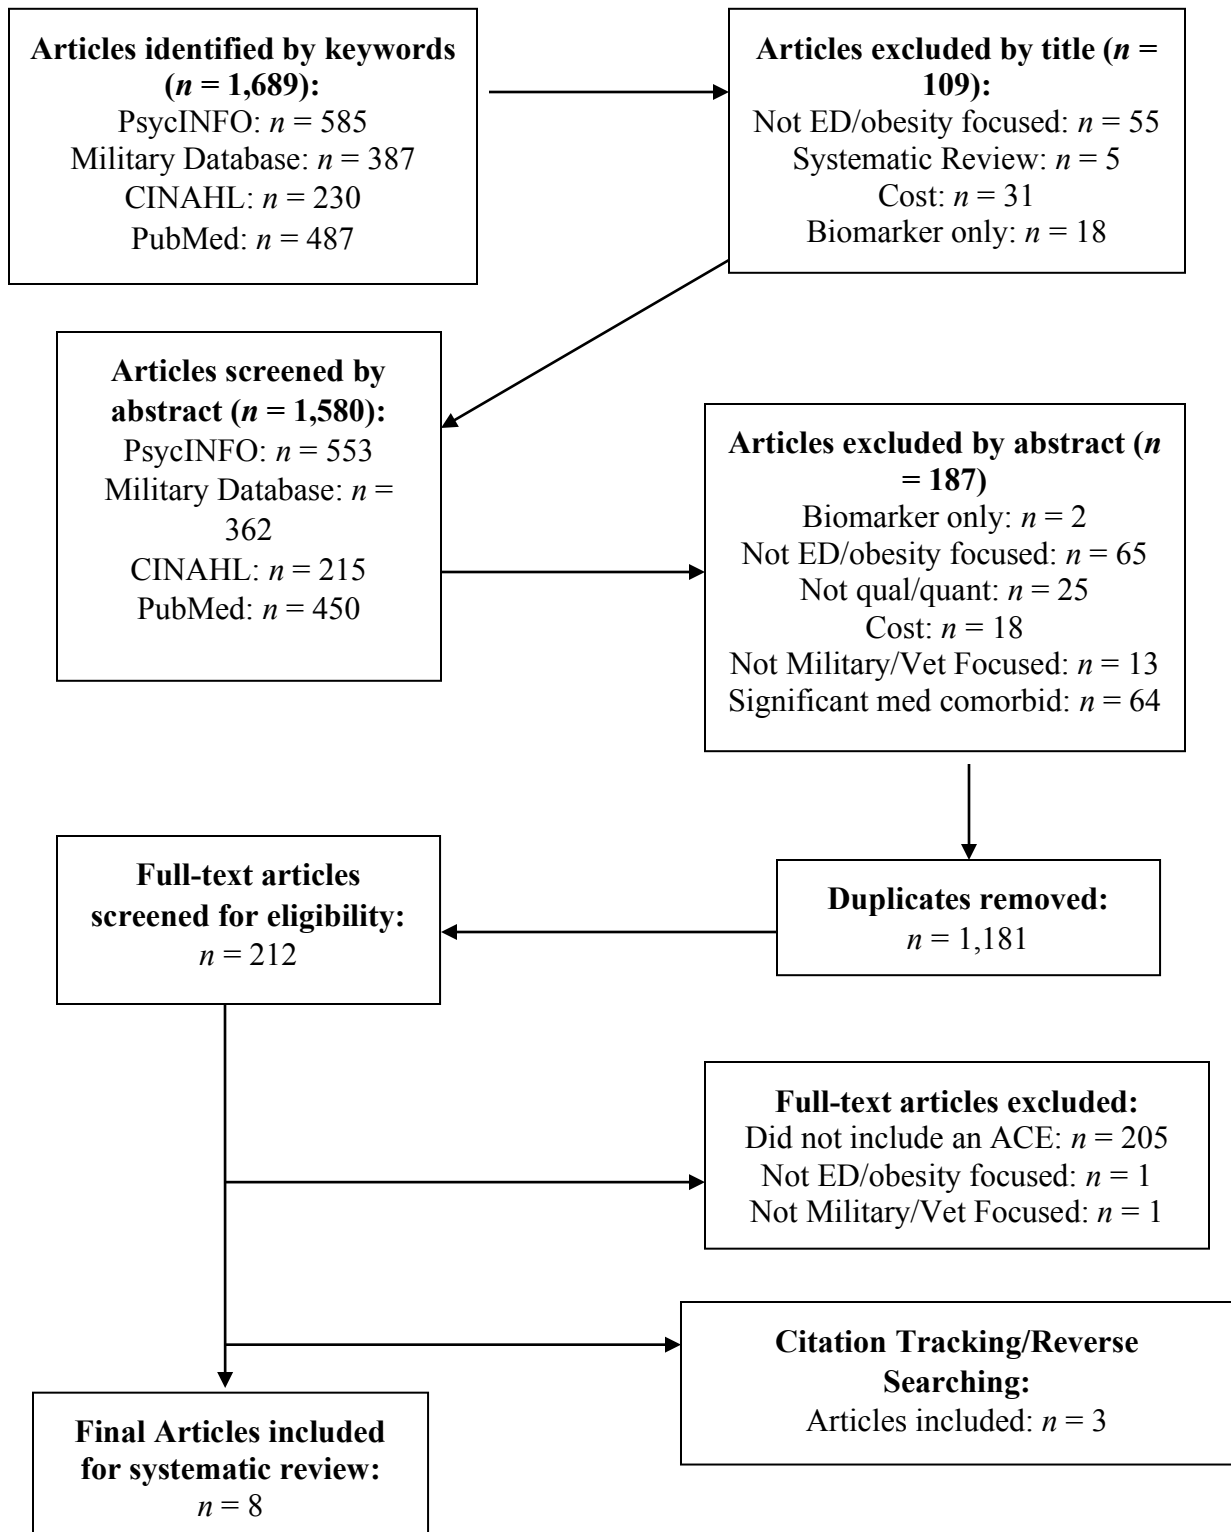 Articles identified by keywords
(n = 1,689):
PsycINFO: n = 585
Military Database: n = 387
CINAHL: n = 230
PubMed: n = 487
Articles excluded by title (n =
109):
Not ED/obesity focused: n = 55
Systematic Review: n = 5
Cost: n = 31
Biomarker only: n = 18
Articles screened by
abstract (n = 1,580):
PsycINFO: n = 553
Military Database: n =
362
CINAHL: n = 215
PubMed: n = 450
Articles excluded by abstract (n
= 187)
Biomarker only: n = 2
Not ED/obesity focused: n = 65
Not qual/quant: n = 25
Cost: n = 18
Not Military/Vet Focused: n = 13
Significant med comorbid: n = 64
Duplicates removed:
n = 1,181
Full-text articles
screened for eligibility:
n = 212
Full-text articles excluded:
Did not include an ACE: n = 205
Not ED/obesity focused: n = 1
Not Military/Vet Focused: n = 1
Citation Tracking/Reverse
Searching:
Articles included: n = 3
Final Articles included
for systematic review:
n = 8